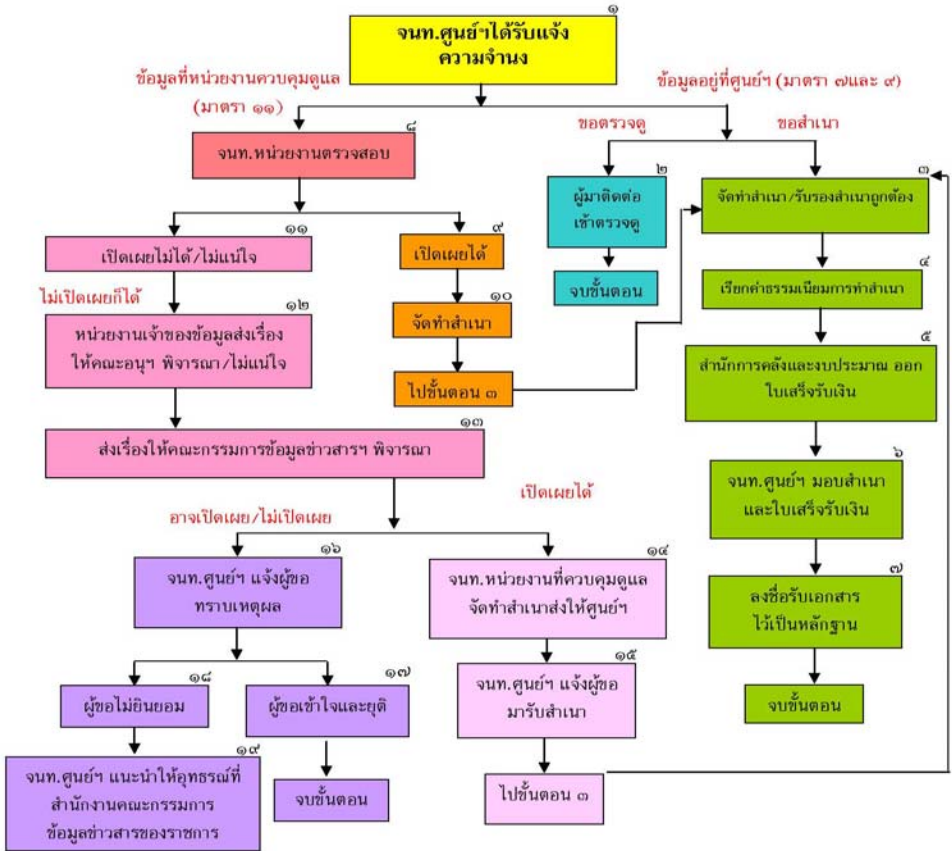 ๑
จนท.ศูนย์ฯได้รับแจ้ง
ความจำนง
ข้อมูลที่หน่วยงานควบคุมดูแล
(มาตรา ๑๑)
ข้อมูลอยู่ที่ศูนย์ฯ (มาตรา ๗และ ๙)
ขอตรวจดู
ขอสำเนา
๘
จนท.หน่วยงานตรวจสอบ
๒
ผู้มาติดต่อ
เข้าตรวจดู
จบขั้นตอน
๓
จัดทำสำเนา/รับรองสำเนาถูกต้อง
๔
เรียกค่าธรรมเนียมการทำสำเนา
๕
สำนักการคลังและงบประมาณ ออก
ใบเสร็จรับเงิน
๖
จนท.ศูนย์ฯ มอบสำเนา
และใบเสร็จรับเงิน
๗
ลงชื่อรับเอกสาร
ไว้เป็นหลักฐาน
จบขั้นตอน
๑๑
เปิดเผยไม่ได้/ไม่แน่ใจ
ไม่เปิดเผยก็ได้
๙
เปิดเผยได้
๑๐
จัดทำสำเนา
ไปขั้นตอน ๓
๑๒
หน่วยงานเจ้าของข้อมูลส่งเรื่อง
ให้คณะอนุฯ พิจารณา/ไม่แน่ใจ
๑๓
ส่งเรื่องให้คณะกรรมการข้อมูลข่าวสารฯ พิจารณา
อาจเปิดเผย/ไม่เปิดเผย
เปิดเผยได้
๑๖
จนท.ศูนย์ฯ แจ้งผู้ขอ
ทราบเหตุผล
๑๔
จนท.หน่วยงานที่ควบคุมดูแล
จัดทำสำเนาส่งให้ศูนย์ฯ
๑๕
จนท.ศูนย์ฯ แจ้งผู้ขอ
มารับสำเนา
ไปขั้นตอน ๓
๑๘
ผู้ขอไม่ยินยอม
๑๗
ผู้ขอเข้าใจและยุติ
จบขั้นตอน
๑๙
จนท.ศูนย์ฯ แนะนำให้อุทธรณ์ที่
สำนักงานคณะกรรมการ
ข้อมูลข่าวสารของราชการ